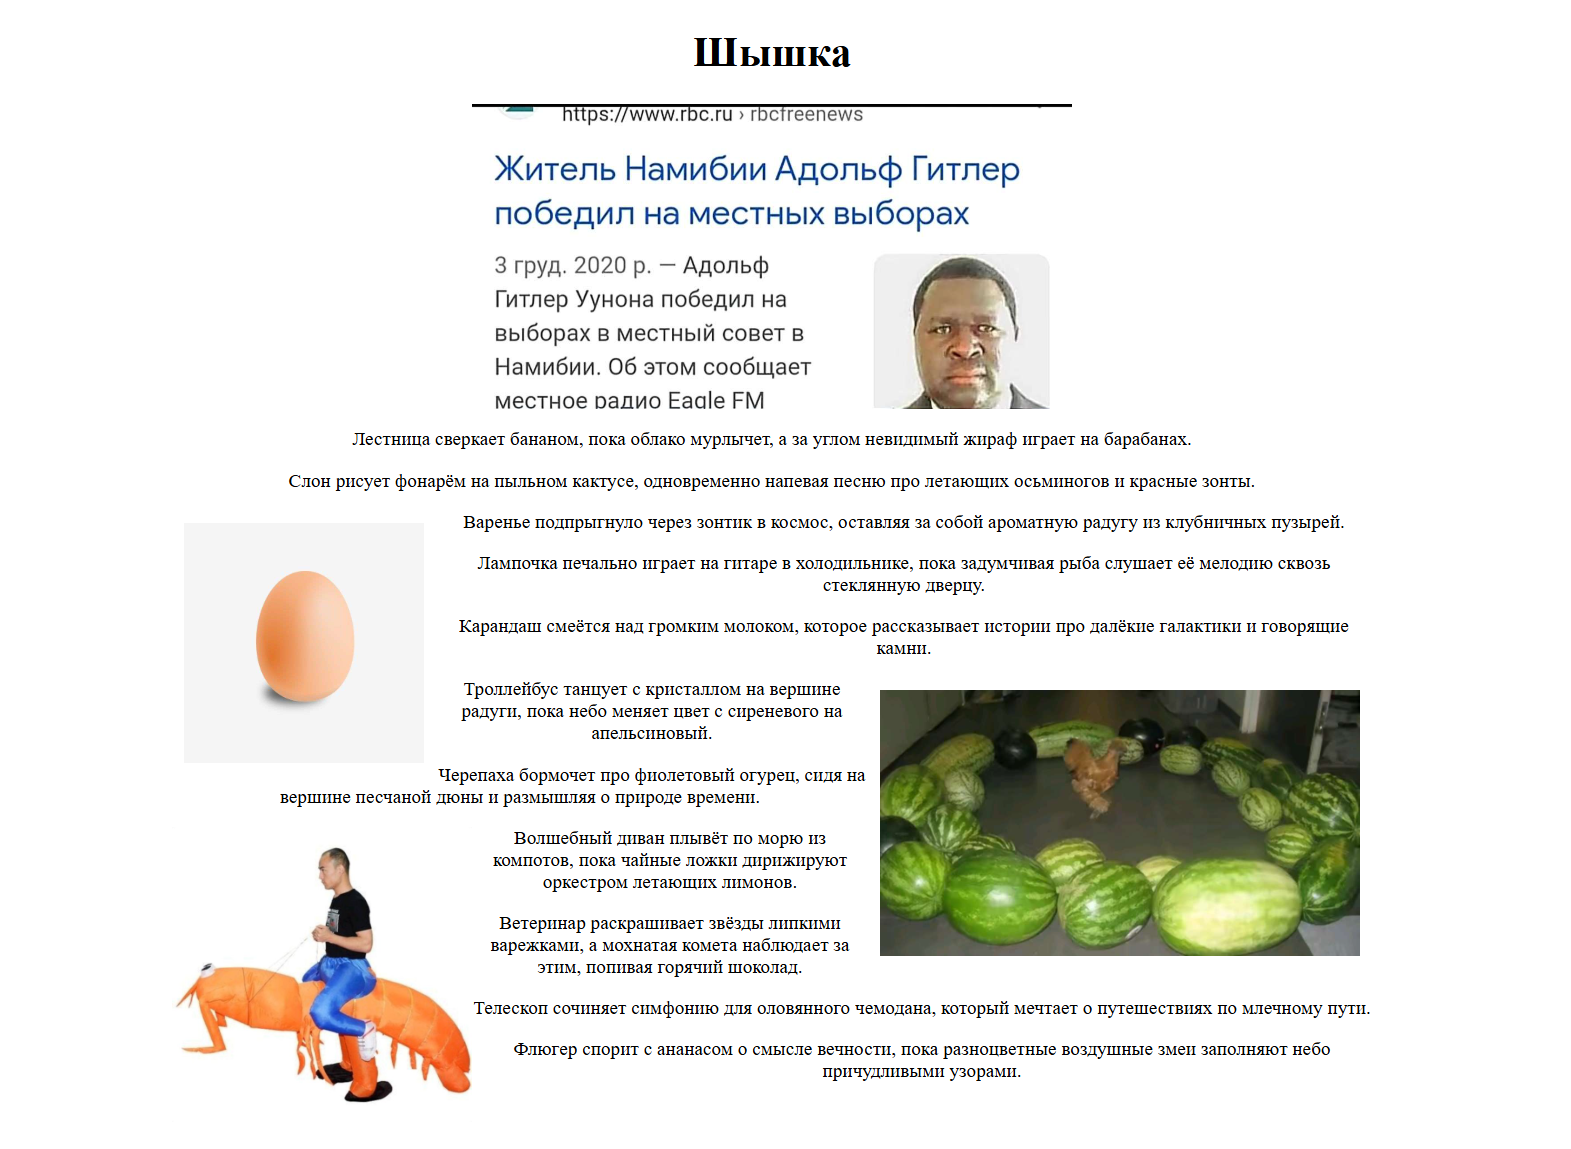 Шышка
https://www.rbc.ru › rbcfreenews
Житель Намибии Адольф Гитлер
победил на местных выборах
3 груд. 2020 р. — Адольф
Гитлер Уунона победил на
выборах в местный совет в
Намибии. Об этом сообщает
местное радио Eagle FM
Лестница сверкает бананом, пока облако мурлычет, а за углом невидимый жираф играет на барабанах.
Слон рисует фонарём на пыльном кактусе, одновременно напевая песню про летающих осьминогов и красные зонты.
Варенье подпрыгнуло через зонтик в космос, оставляя за собой ароматную радугу из клубничных пузырей.
Лампочка печально играет на гитаре в холодильнике, пока задумчивая рыба слушает её мелодию сквозь
стеклянную дверцу.
Карандаш смеётся над громким молоком, которое рассказывает истории про далёкие галактики и говорящие
камни.
Троллейбус танцует с кристаллом на вершине
радуги, пока небо меняет цвет с сиреневого на
апельсиновый.
Черепаха бормочет про фиолетовый огурец, сидя на
вершине песчаной дюны и размышляя о природе времени.
Волшебный диван плывёт по морю из
компотов, пока чайные ложки дирижируют
оркестром летающих лимонов.
Ветеринар раскрашивает звёзды липкими
варежками, а мохнатая комета наблюдает за
этим, попивая горячий шоколад.
Телескоп сочиняет симфонию для оловянного чемодана, который мечтает о путешествиях по млечному пути.
Флюгер спорит с ананасом о смысле вечности, пока разноцветные воздушные змеи заполняют небо
причудливыми узорами.